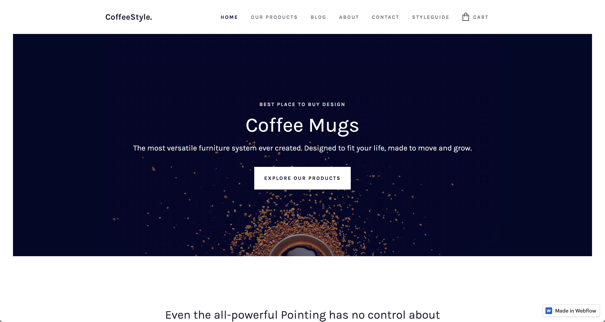 CoffeeStyle.
HOME
OUR PRODUCTS
BLOG
ABOUT
CONTACT
STYLEGUIDE
CART
BEST PLACE TO BUY DESIGN
Coffee Mugs
The most versatile furniture system ever created. Designed to fit your life, made to move and grow.
EXPLORE OUR PRODUCTS
Even the all-powerful Pointing has no control about
Made in Webflow